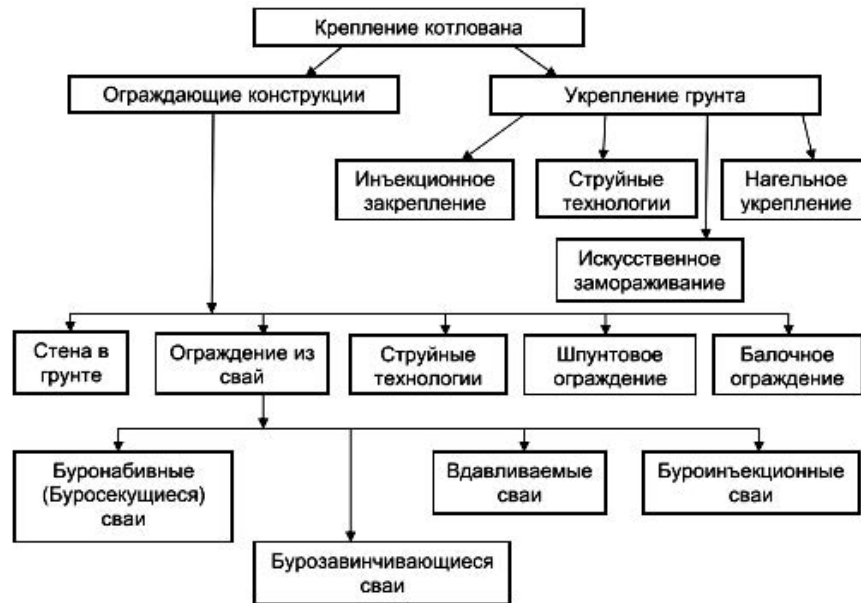 Крепление котлована
Ограждающие конструкции
Укрепление грунта
Инъекционное
закрепление
Струйные
технологии
Нагельное
укрепление
Искусственное
замораживание
Стена в
грунте
Ограждение из
свай
Струйные
технологии
Шпунтовое
ограждение
Балочное
ограждение
Буронабивные
(Буросекущиеся)
сваи
Вдавливаемые
сваи
Буроинъекционные
сваи
Бурозавинчивающиеся
сваи